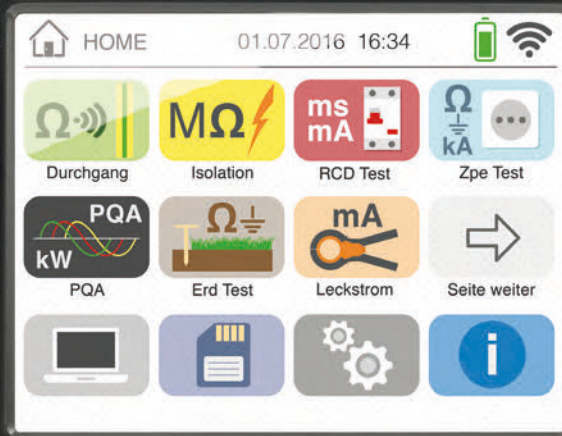 HOME 01.07.2016 16:34
Ω MΩ ms mA Ω kA
Durchgang Isolation RCD Test Zpe Test
PQA kW Ω mA
PQA Erd Test Leckstrom Seite weiter
i